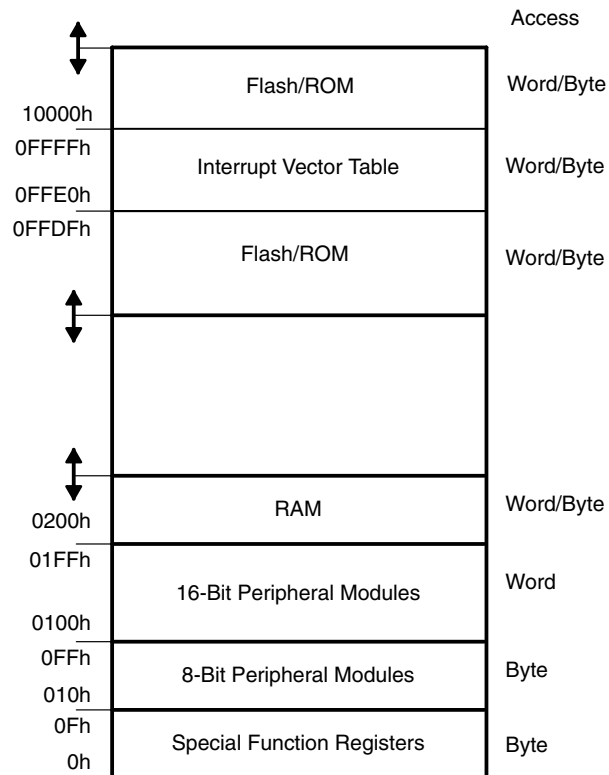 Access
Flash/ROM
Word/Byte
10000h
0FFFFh
Interrupt Vector Table
Word/Byte
0FFE0h
0FFDFh
Flash/ROM
Word/Byte
RAM
Word/Byte
0200h
01FFh
16-Bit Peripheral Modules
Word
0100h
0FFh
8-Bit Peripheral Modules
Byte
010h
0Fh
Special Function Registers
Byte
0h